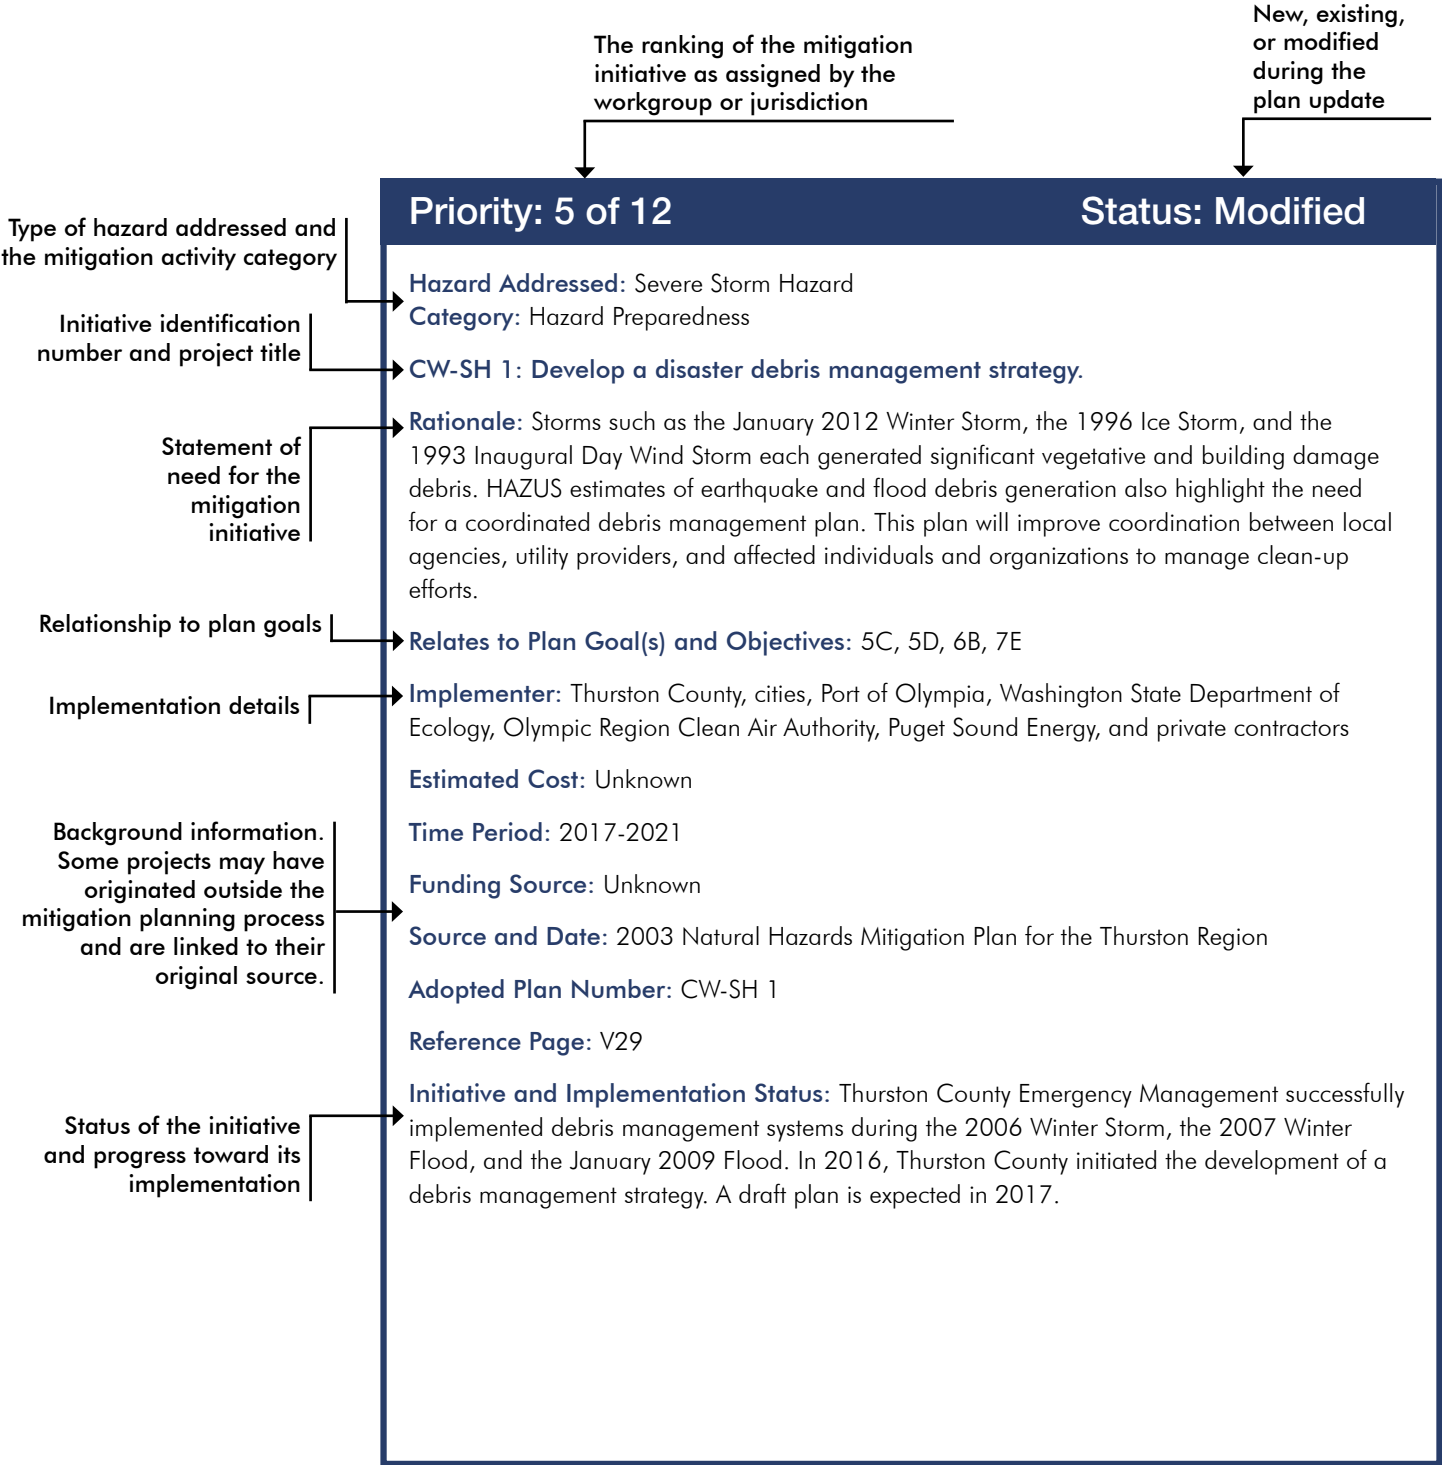 The ranking of the mitigation
initiative as assigned by the
workgroup or jurisdiction
New, existing,
or modified
during the
plan update
Priority: 5 of 12
Status: Modified
Type of hazard addressed and
the mitigation activity category
Hazard Addressed: Severe Storm Hazard
Category: Hazard Preparedness
Initiative identification
number and project title
CW-SH 1: Develop a disaster debris management strategy.
Statement of
need for the
mitigation
initiative
Rationale: Storms such as the January 2012 Winter Storm, the 1996 Ice Storm, and the
1993 Inaugural Day Wind Storm each generated significant vegetative and building damage
debris. HAZUS estimates of earthquake and flood debris generation also highlight the need
for a coordinated debris management plan. This plan will improve coordination between local
agencies, utility providers, and affected individuals and organizations to manage clean-up
efforts.
Relationship to plan goals
Relates to Plan Goal(s) and Objectives: 5C, 5D, 6B, 7E
Implementation details
Implementer: Thurston County, cities, Port of Olympia, Washington State Department of
Ecology, Olympic Region Clean Air Authority, Puget Sound Energy, and private contractors
Estimated Cost: Unknown
Background information.
Some projects may have
originated outside the
mitigation planning process
and are linked to their
original source.
Time Period: 2017-2021
Funding Source: Unknown
Source and Date: 2003 Natural Hazards Mitigation Plan for the Thurston Region
Adopted Plan Number: CW-SH 1
Reference Page: V29
Status of the initiative
and progress toward its
implementation
Initiative and Implementation Status: Thurston County Emergency Management successfully
implemented debris management systems during the 2006 Winter Storm, the 2007 Winter
Flood, and the January 2009 Flood. In 2016, Thurston County initiated the development of a
debris management strategy. A draft plan is expected in 2017.